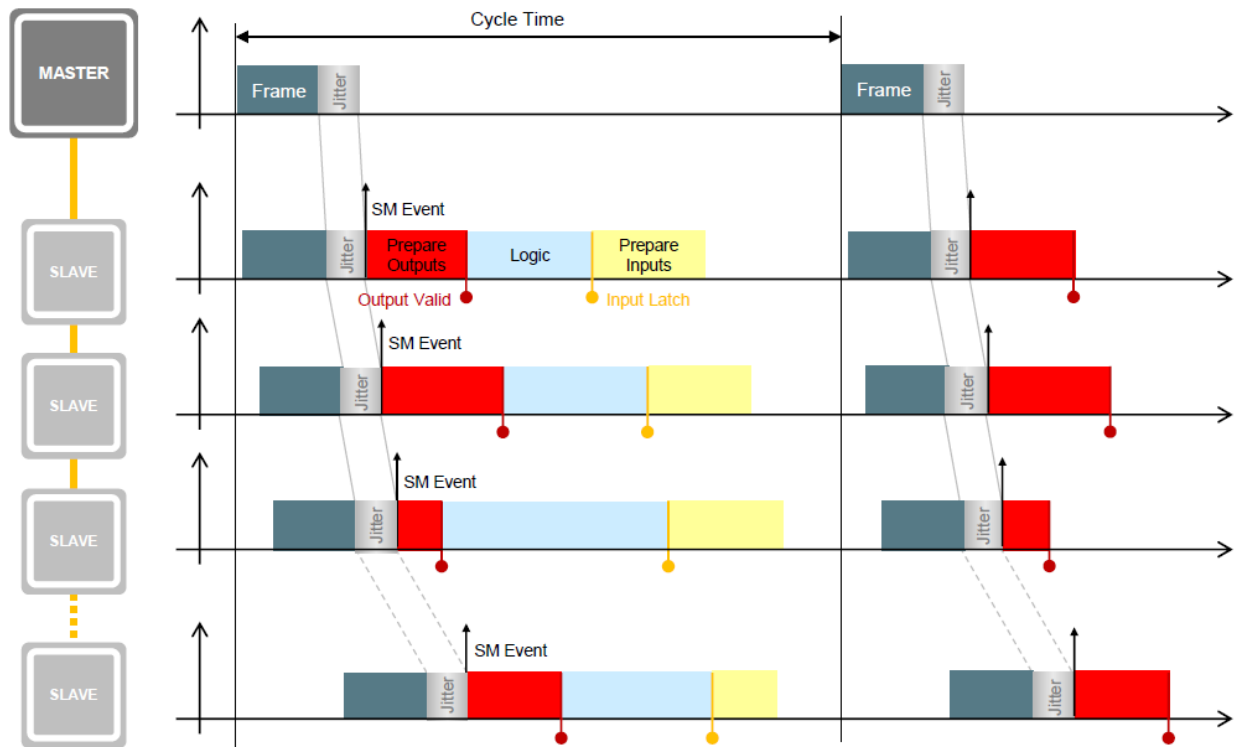 Cycle Time
MASTER
Frame
Jitter
Frame
Jitter
SM Event
SLAVE
Jitter
Prepare
Outputs
Logic
Prepare
Inputs
Jitter
Output Valid
Input Latch
SM Event
SLAVE
Jitter
Jitter
SM Event
SLAVE
Jitter
Jitter
SM Event
SLAVE
Jitter
Jitter